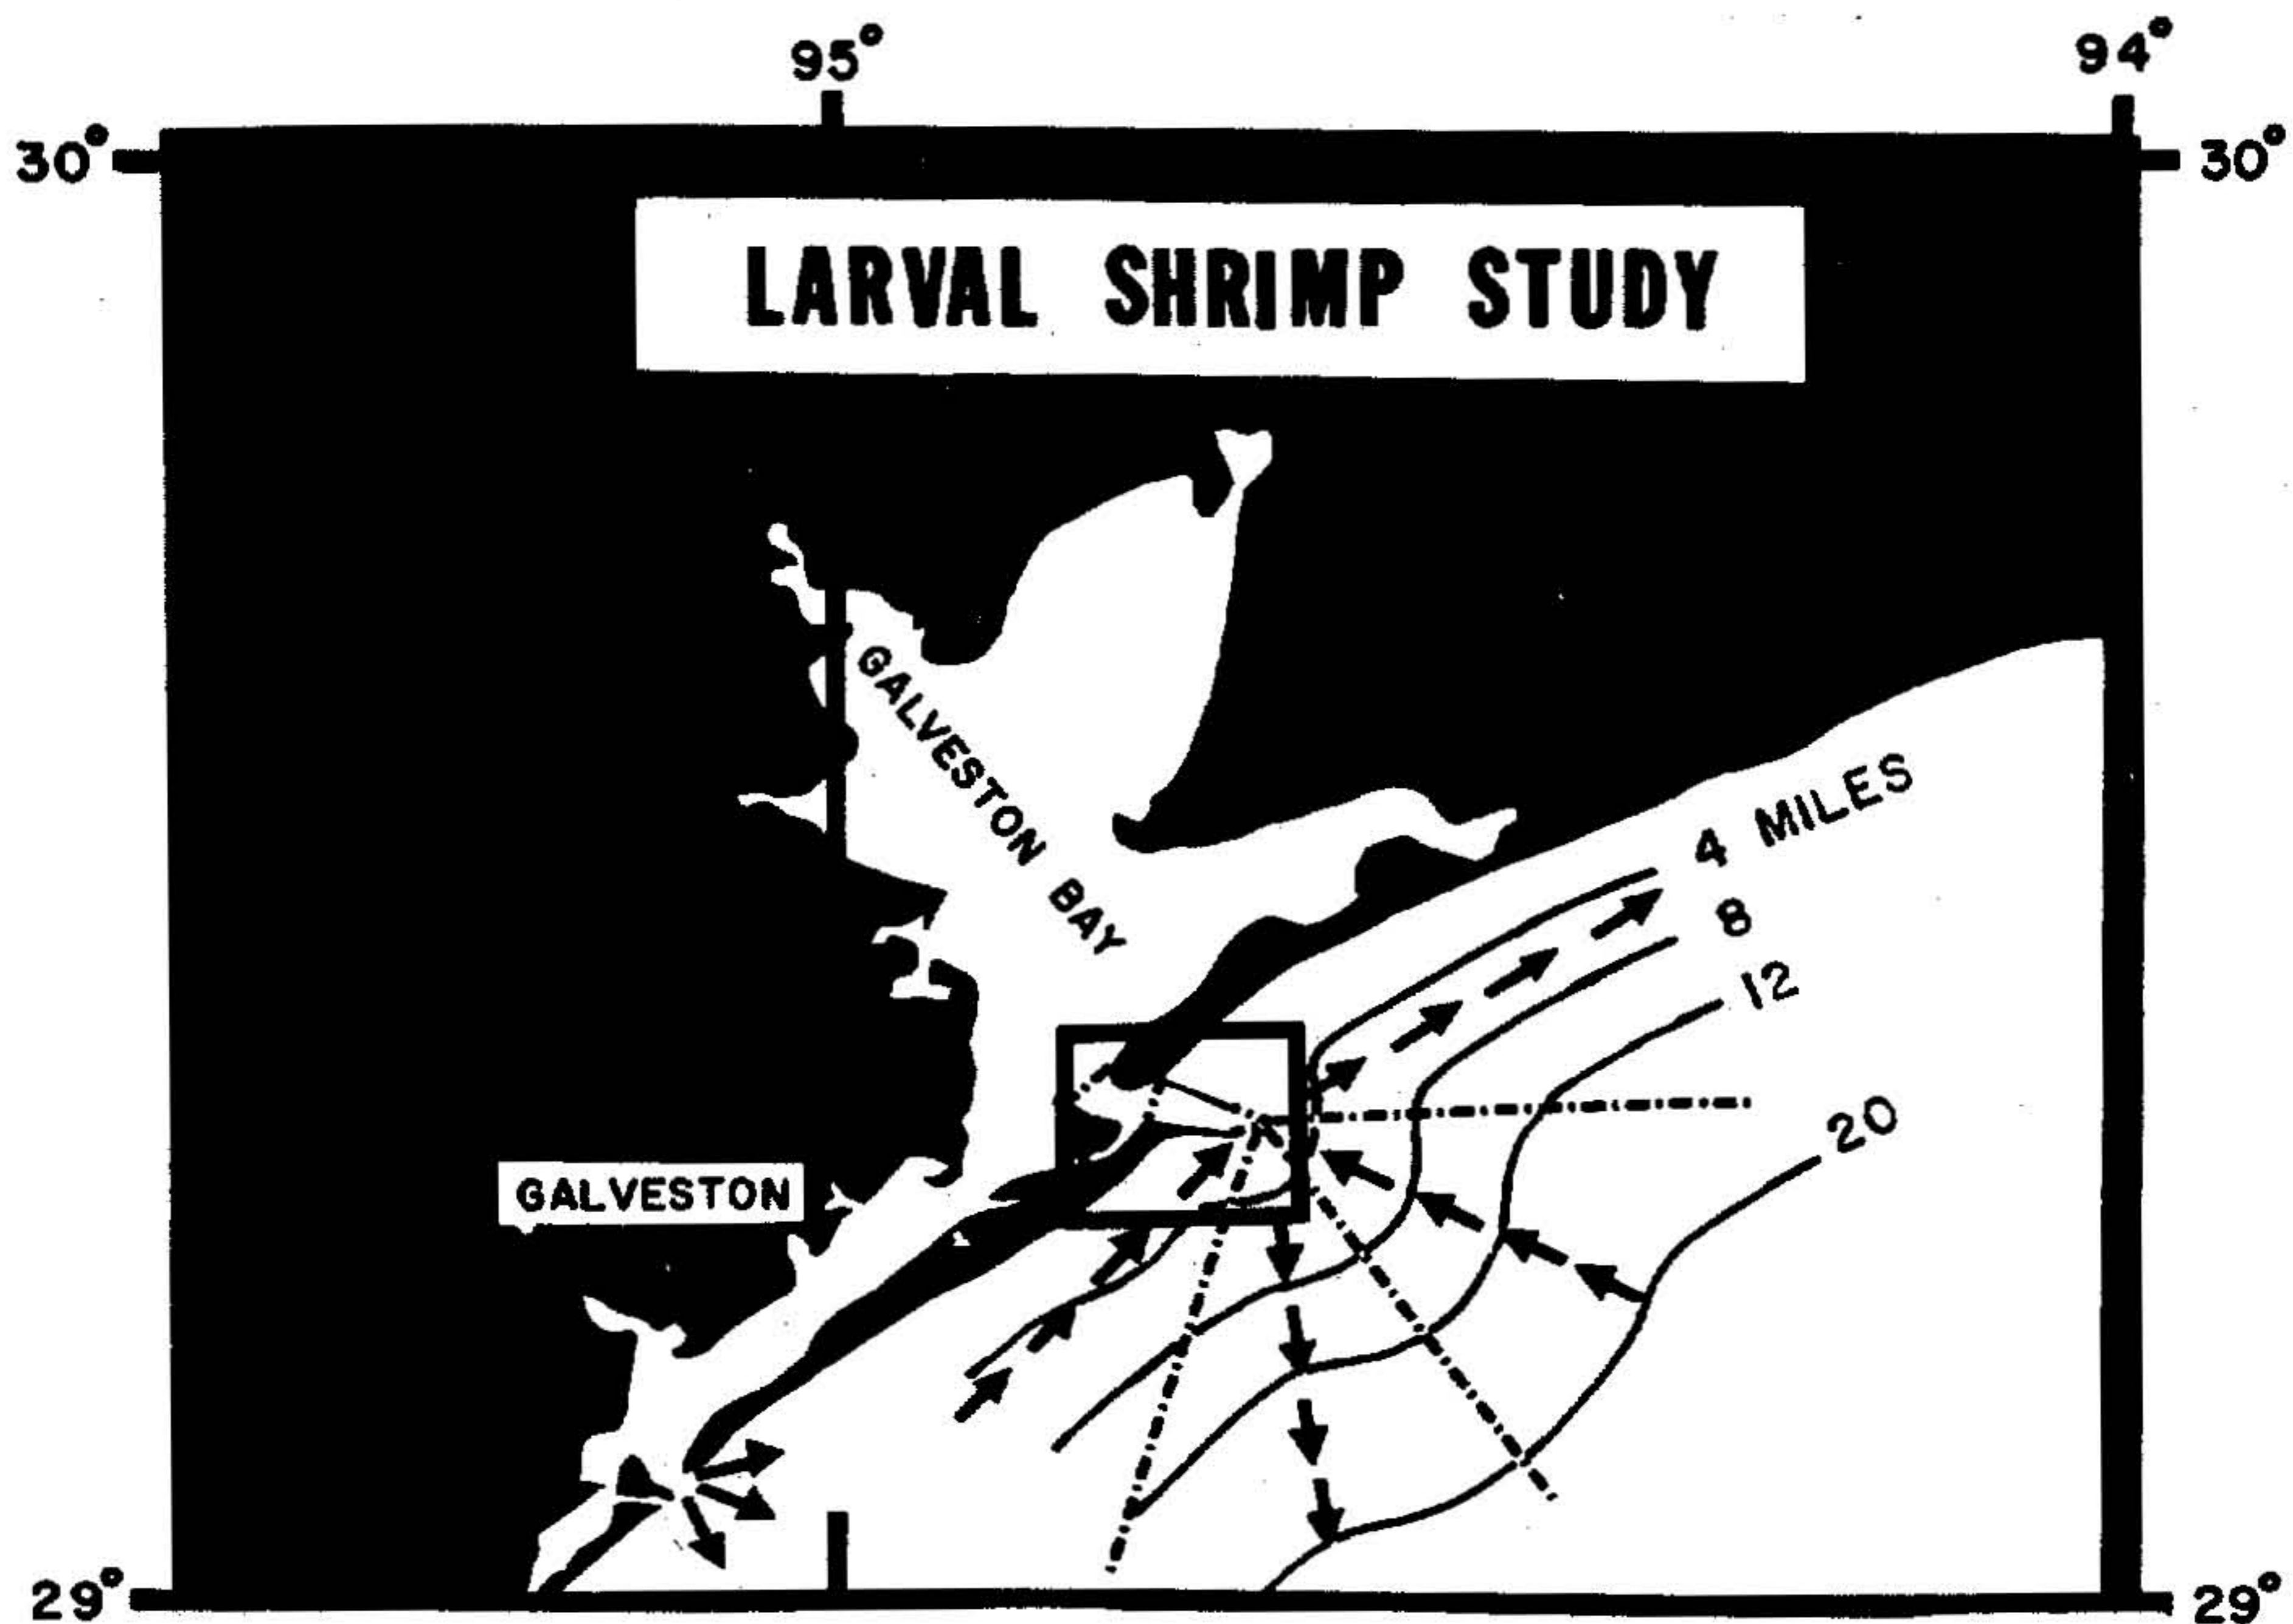 95° 94°
30° 30°
LARVAL SHRIMP STUDY
GALVESTON BAY
4 MILES
8
12
20
GALVESTON
29° 29°